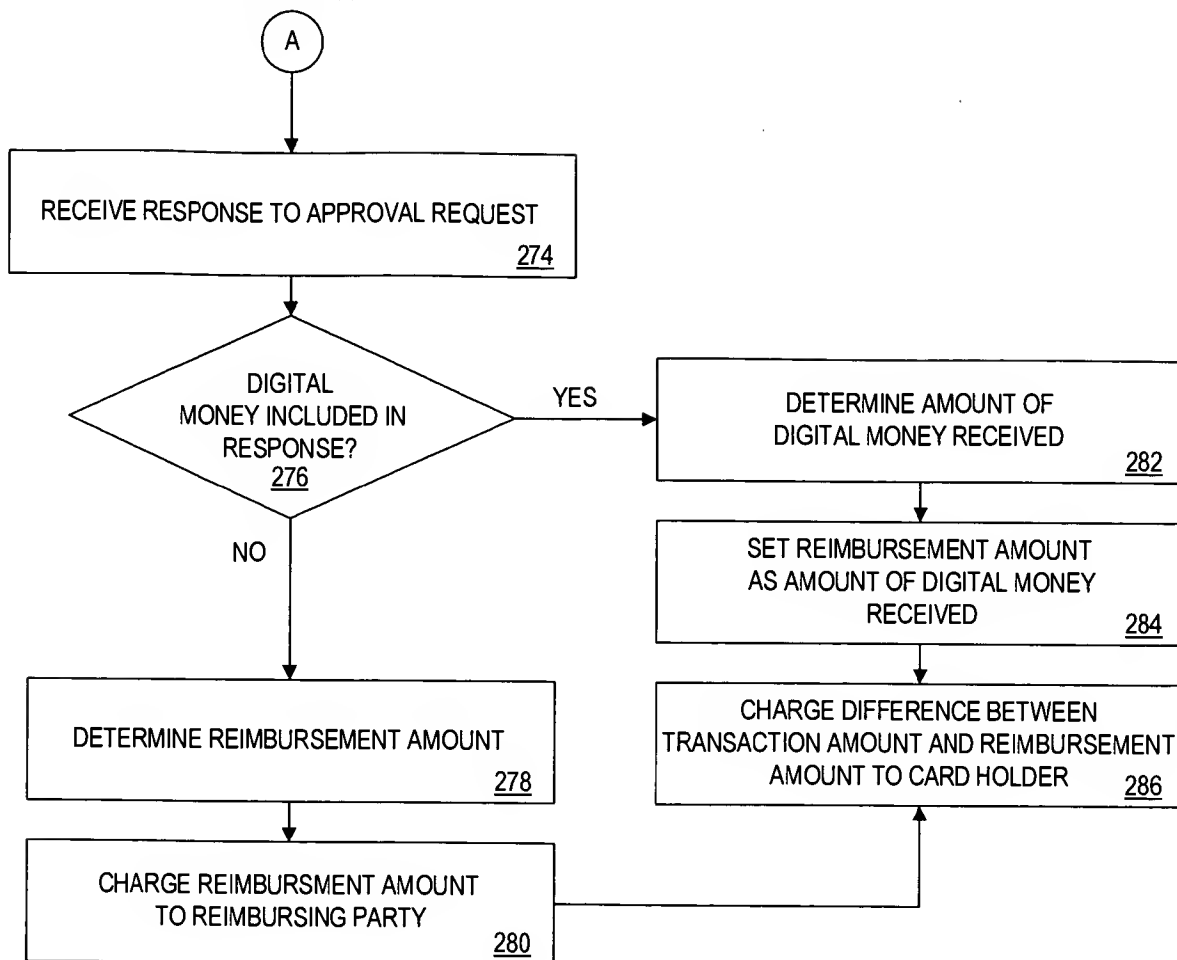 A
RECEIVE RESPONSE TO APPROVAL REQUEST
274
DIGITAL
MONEY INCLUDED IN
RESPONSE?
276
YES
NO
DETERMINE AMOUNT OF
DIGITAL MONEY RECEIVED
282
SET REIMBURSEMENT AMOUNT
AS AMOUNT OF DIGITAL MONEY
RECEIVED
284
DETERMINE REIMBURSEMENT AMOUNT
278
CHARGE DIFFERENCE BETWEEN
TRANSACTION AMOUNT AND REIMBURSEMENT
AMOUNT TO CARD HOLDER
286
CHARGE REIMBURSMENT AMOUNT
TO REIMBURSING PARTY
280